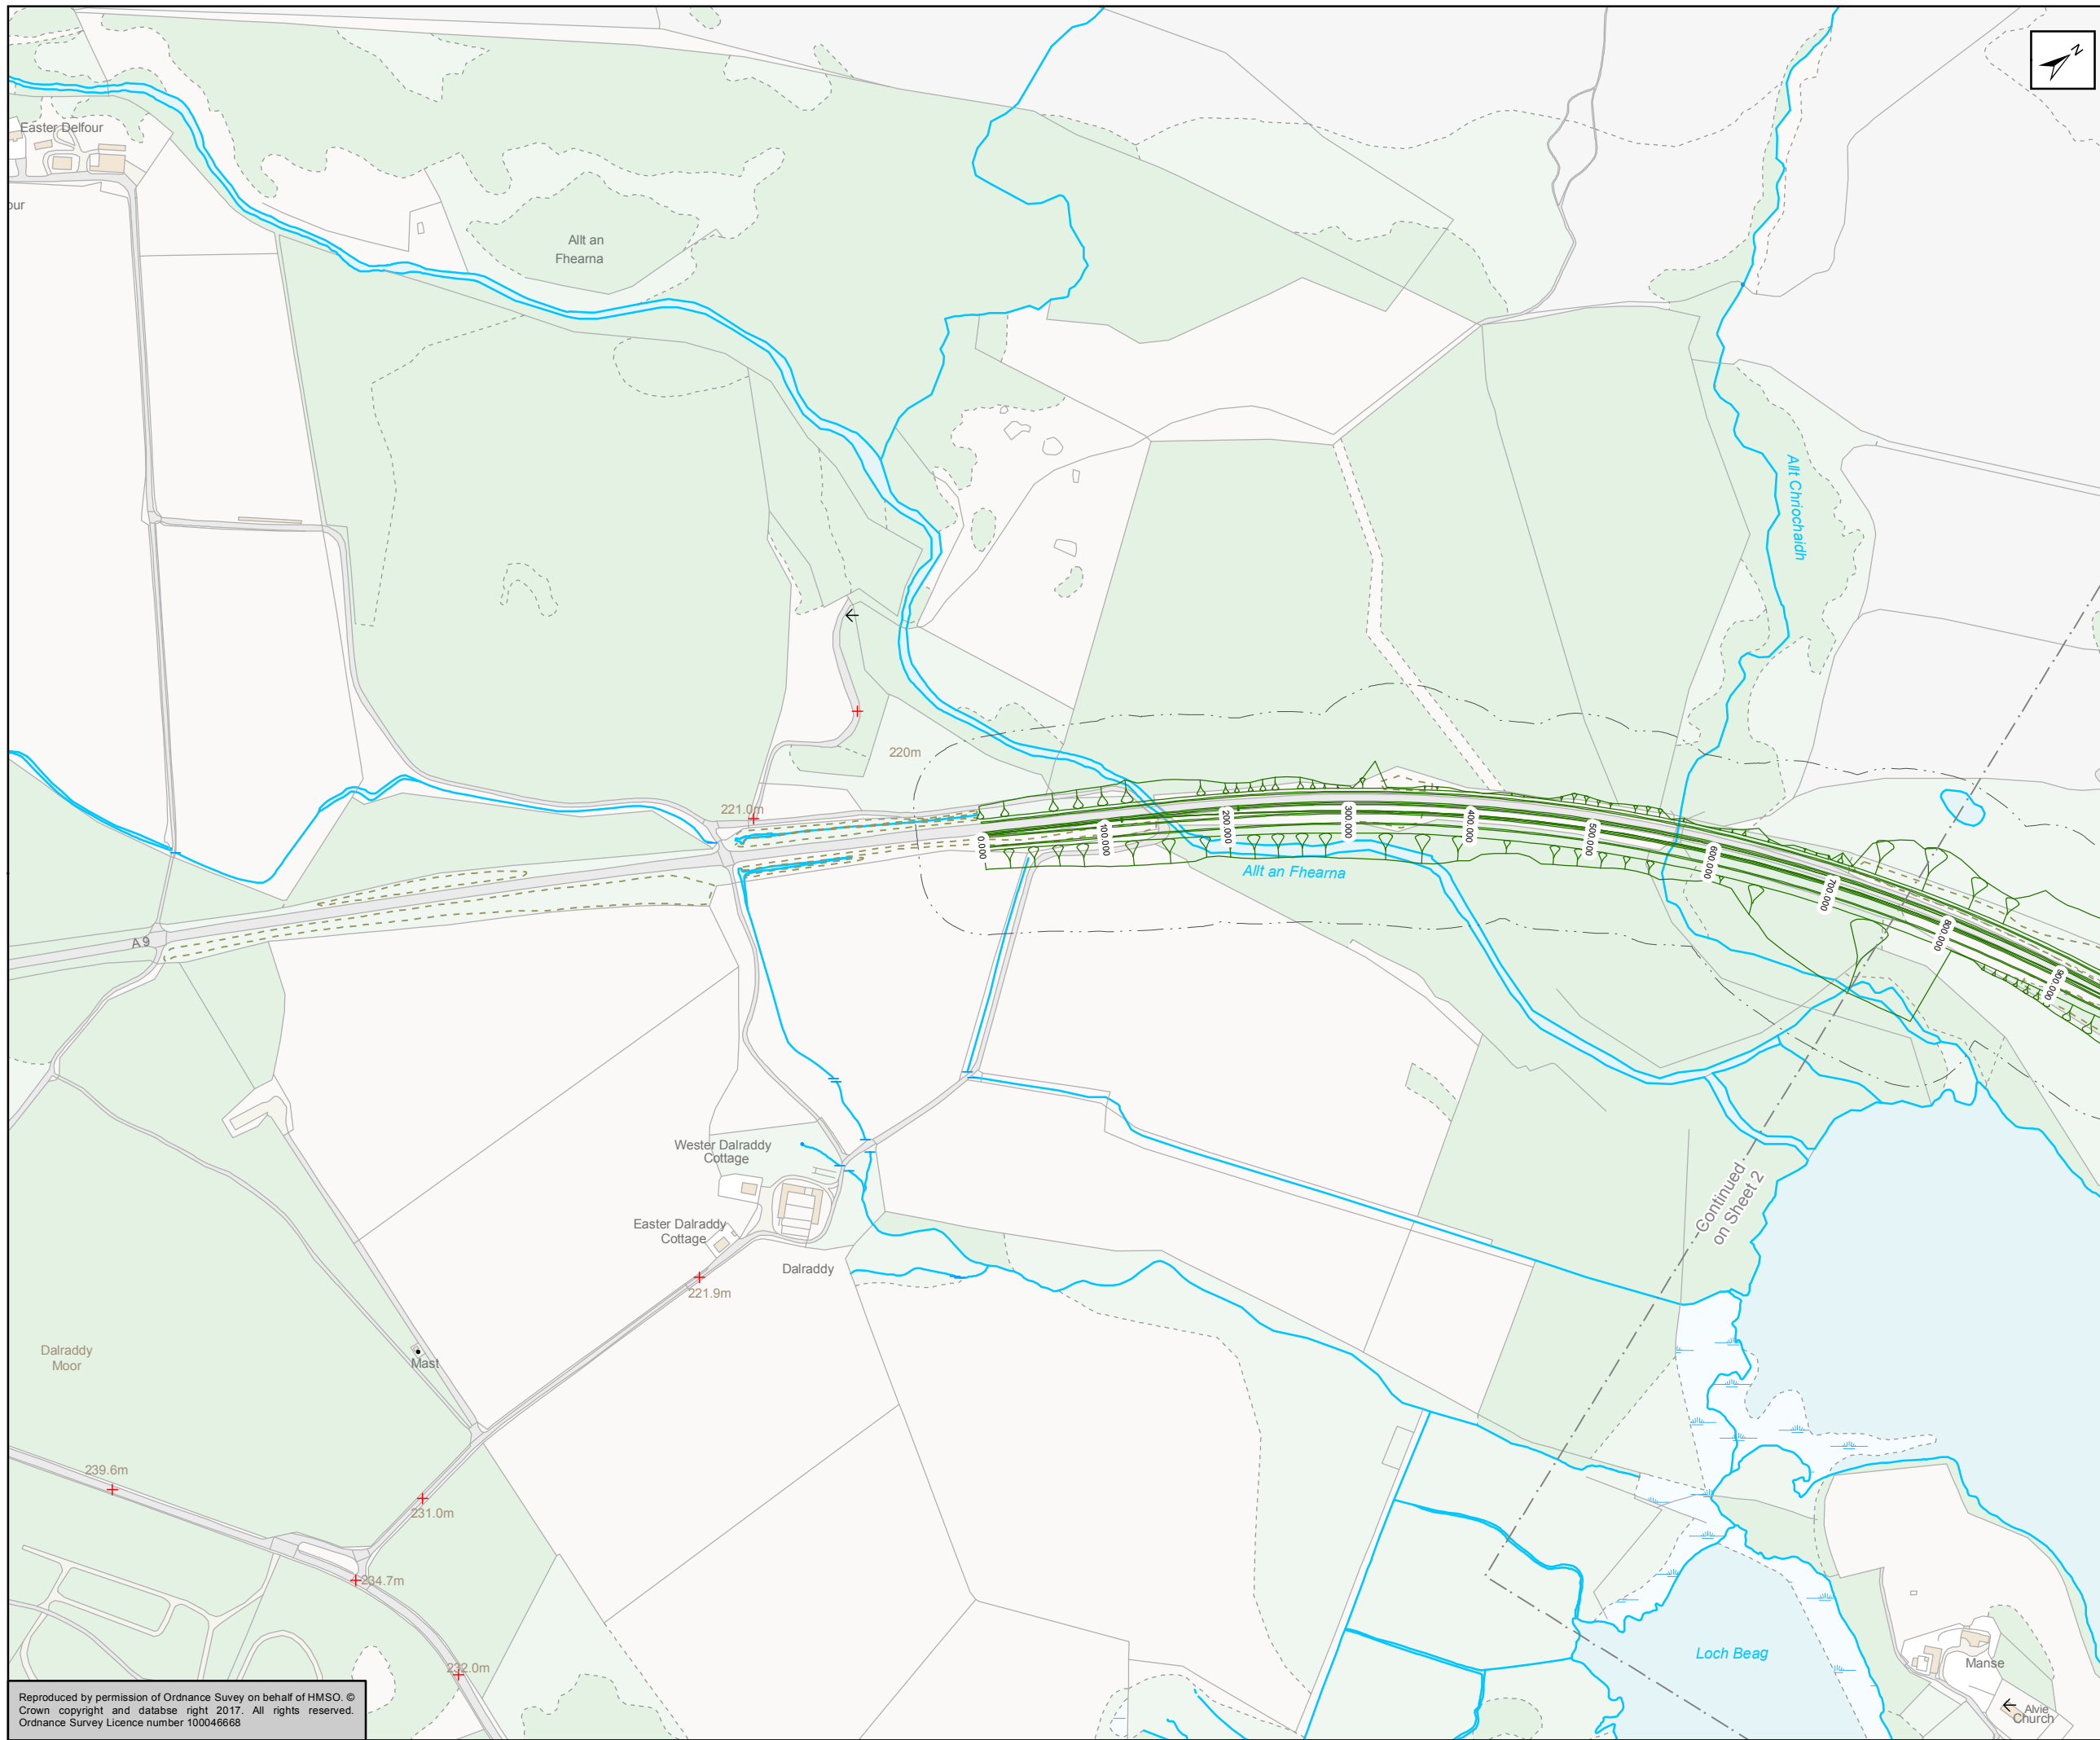 N
Easter Delfour
our
Allt an
Fhearna
Allt Chriochaidh
220m
221.0m
0.000
100.000
200.000
300.000
400.000
500.000
600.000
700.000
800.000
900.000
Allt an Fhearna
A 9
Wester Dalraddy
Cottage
Easter Dalraddy
Cottage
Dalraddy
221.9m
Continued
on Sheet 2
Dalraddy
Moor
Mast
239.6m
231.0m
234.7m
232.0m
Loch Beag
Manse
Alvie
Church
Reproduced by permission of Ordnance Suvey on behalf of HMSO. ©
Crown copyright and databse right 2017. All rights reserved.
Ordnance Survey Licence number 100046668